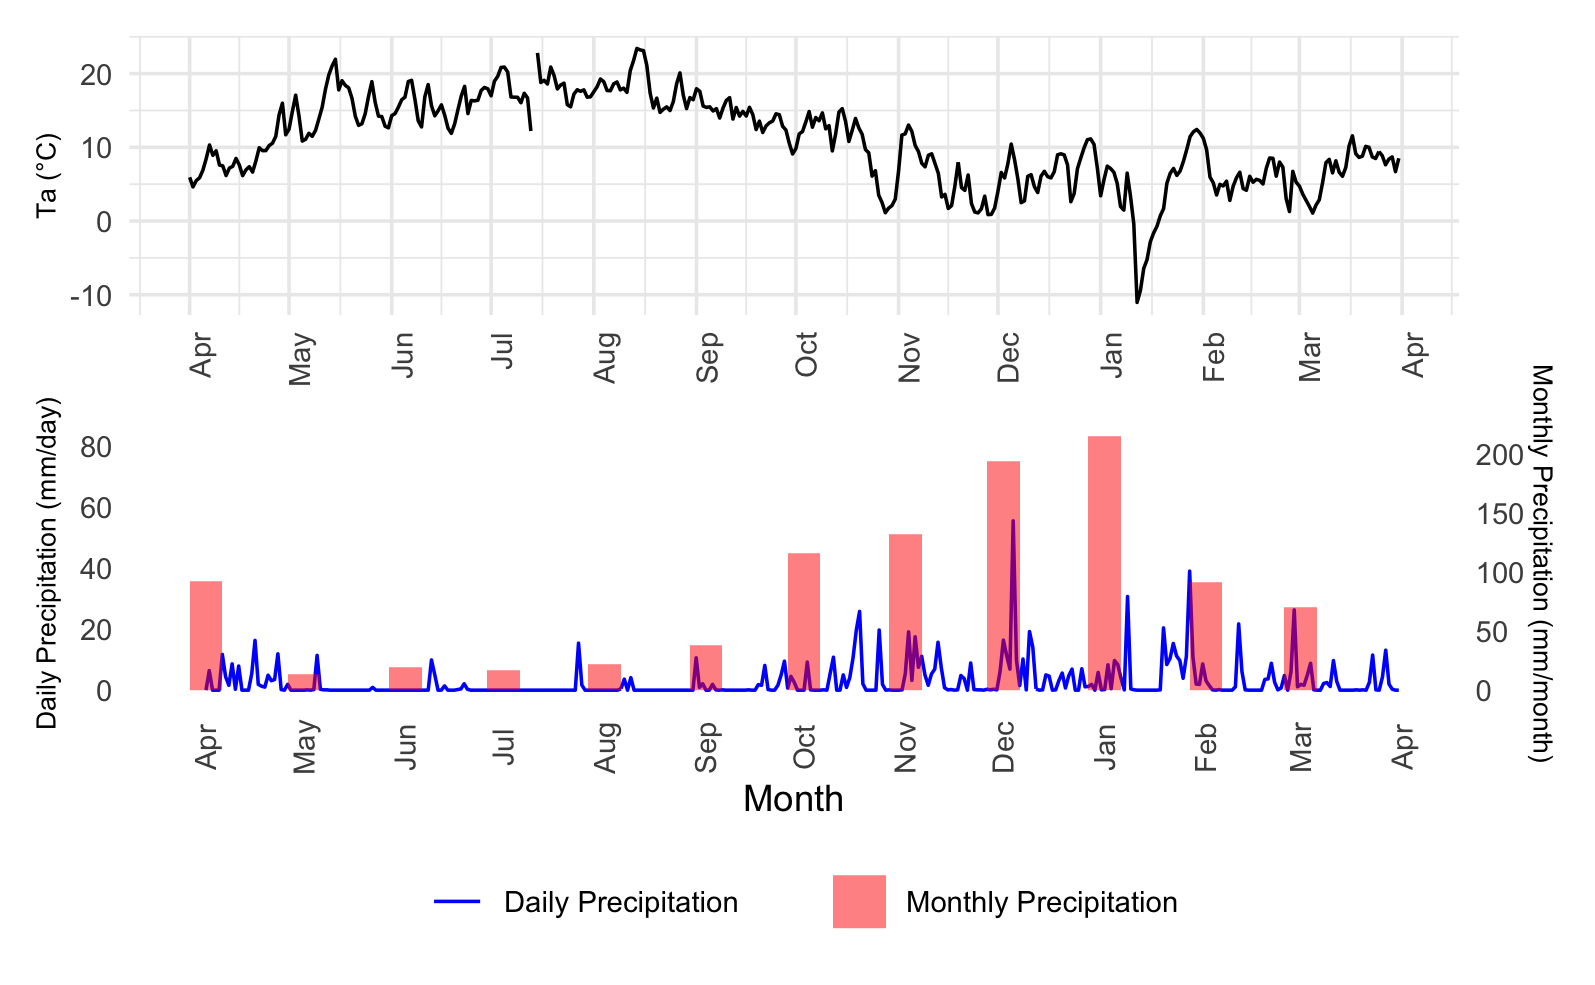 Ta (°C)
20
10
0
-10
Apr
May
Jun
Jul
Aug
Sep
Oct
Nov
Dec
Jan
Feb
Mar
Apr
Daily Precipitation (mm/day)
80
60
40
20
0
Monthly Precipitation (mm/month)
200
150
100
50
0
Apr
May
Jun
Jul
Aug
Sep
Oct
Nov
Dec
Jan
Feb
Mar
Apr
Month
Daily Precipitation
Monthly Precipitation